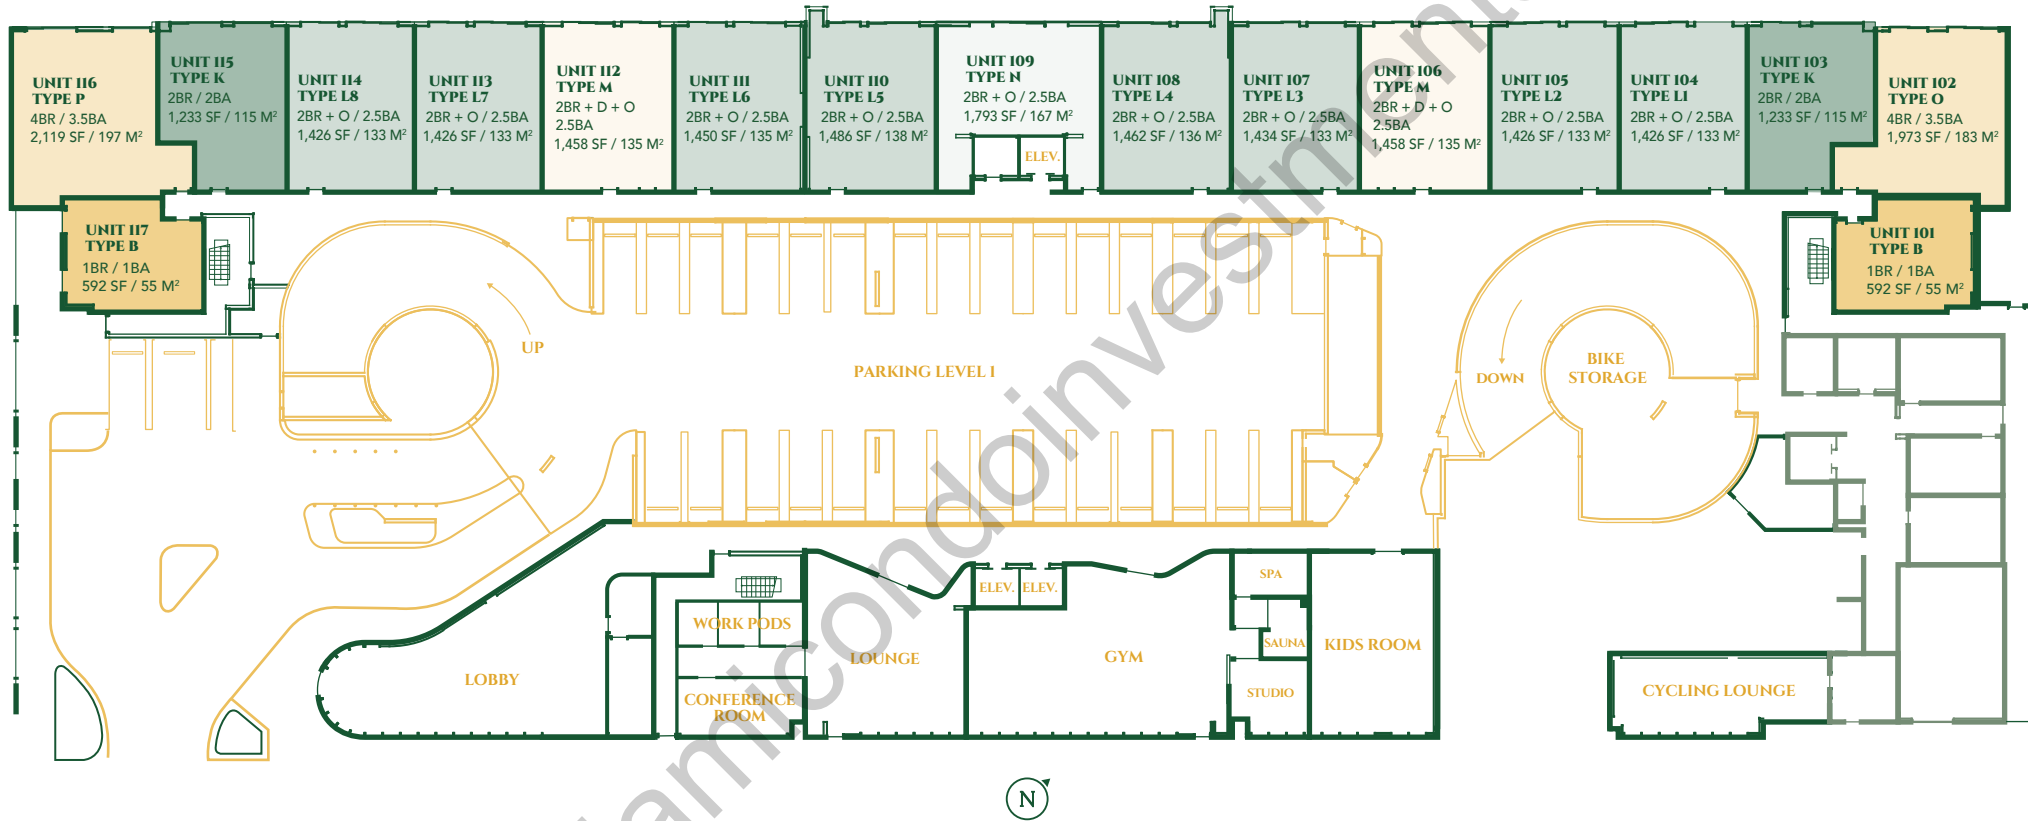 UNIT 116
TYPE P
4BR / 3.5BA
2,119 SF / 197 M²
UNIT 115
TYPE K
2BR / 2BA
1,233 SF / 115 M²
UNIT 114
TYPE L8
2BR + O / 2.5BA
1,426 SF / 133 M²
UNIT 113
TYPE L7
2BR + O / 2.5BA
1,426 SF / 133 M²
UNIT 112
TYPE M
2BR + D + O
2.5BA
1,458 SF / 135 M²
UNIT 111
TYPE L6
2BR + O / 2.5BA
1,450 SF / 135 M²
UNIT 110
TYPE L5
2BR + O / 2.5BA
1,486 SF / 138 M²
UNIT 109
TYPE N
2BR + O / 2.5BA
1,793 SF / 167 M²
ELEV.
UNIT 108
TYPE L4
2BR + O / 2.5BA
1,462 SF / 136 M²
UNIT 107
TYPE L3
2BR + O / 2.5BA
1,434 SF / 133 M²
UNIT 106
TYPE M
2BR + D + O
2.5BA
1,458 SF / 135 M²
UNIT 105
TYPE L2
2BR + O / 2.5BA
1,426 SF / 133 M²
UNIT 104
TYPE L1
2BR + O / 2.5BA
1,426 SF / 133 M²
UNIT 103
TYPE K
2BR / 2BA
1,233 SF / 115 M²
UNIT 102
TYPE O
4BR / 3.5BA
1,973 SF / 183 M²
UNIT 117
TYPE B
1BR / 1BA
592 SF / 55 M²
UNIT 101
TYPE B
1BR / 1BA
592 SF / 55 M²
UP
PARKING LEVEL 1
DOWN
BIKE
STORAGE
LOBBY
WORK PODS
CONFERENCE
ROOM
LOUNGE
ELEV.
ELEV.
GYM
SPA
SAUNA
STUDIO
KIDS ROOM
CYCLING LOUNGE
N
amicondoinvestment